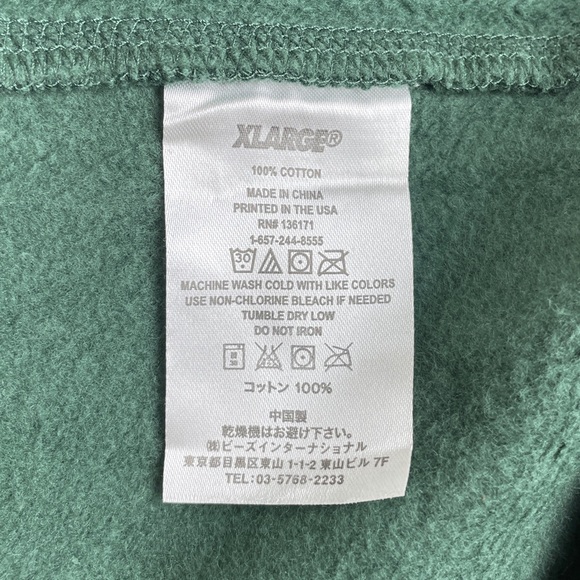 XLARGE®
100% COTTON
MADE IN CHINA
PRINTED IN THE USA
RN# 136171
1-657-244-8555
30
MACHINE WASH COLD WITH LIKE COLORS
USE NON-CHLORINE BLEACH IF NEEDED
TUMBLE DRY LOW
DO NOT IRON
コットン 100%
中国製
乾燥機はお避け下さい。
㈱ビーズインターナショナル
東京都目黒区東山 1-1-2 東山ビル 7F
TEL: 03-5768-2233